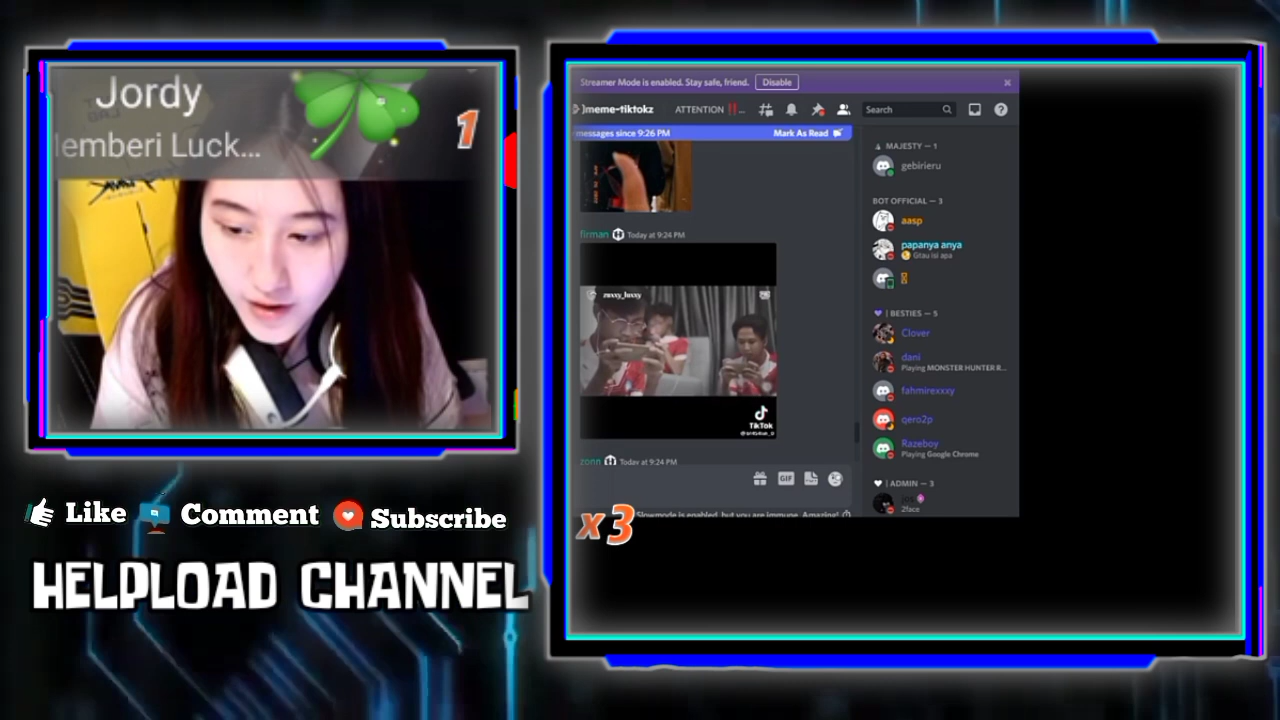 Jordy
Memberi Luck...
1
Like Comment Subscribe
HELPLOAD CHANNEL
Streamer Mode is enabled. Stay safe, friend. Disable
meme-tiktokz ATTENTION ‼️... Search
messages since 9:26 PM Mark As Read
firman Today at 9:24 PM
TikTok
zonn Today at 9:24 PM
GIF
Slowmode is enabled, but you are immune. Amazing!
x3
MAJESTY — 1
gebirieru
BOT OFFICIAL — 3
aasp
papanya anya
Gtau isi apa
| BESTIES — 5
Clover
dani
Playing MONSTER HUNTER R...
fahmirexxxy
qero2p
Razeboy
Playing Google Chrome
| ADMIN — 3
2face